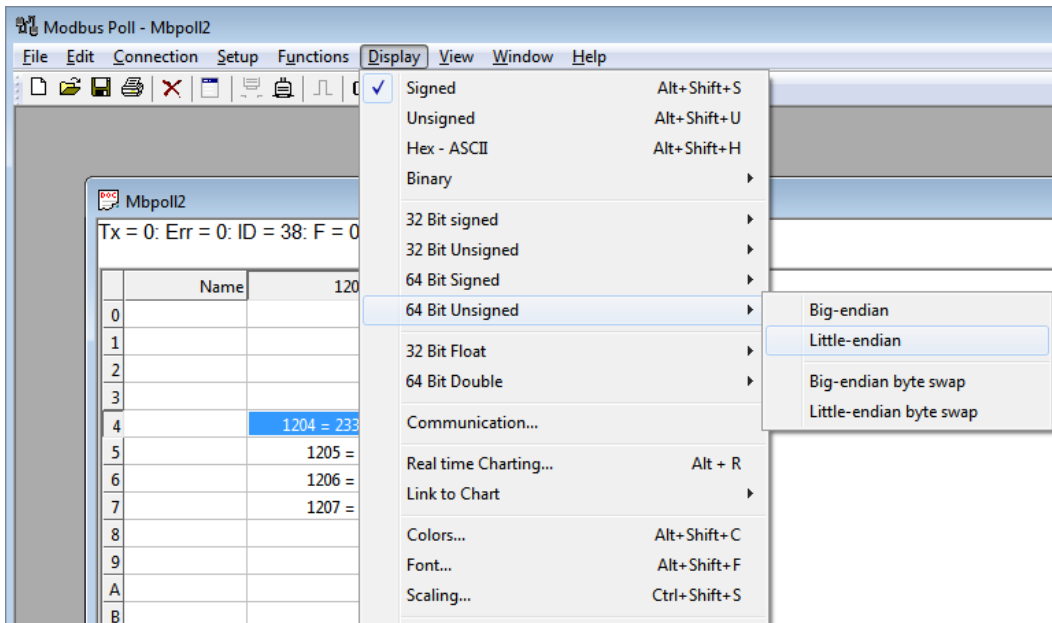 Modbus Poll - Mbpoll2
File Edit Connection Setup Functions Display View Window Help
Signed Alt+Shift+S
Unsigned Alt+Shift+U
Hex - ASCII Alt+Shift+H
Binary
32 Bit signed
32 Bit Unsigned
64 Bit Signed
64 Bit Unsigned
32 Bit Float
64 Bit Double
Communication...
Real time Charting... Alt + R
Link to Chart
Colors... Alt+Shift+C
Font... Alt+Shift+F
Scaling... Ctrl+Shift+S
Big-endian
Little-endian
Big-endian byte swap
Little-endian byte swap
DOC
Mbpoll2
Tx = 0: Err = 0: ID = 38: F = 0
Name 120
0
1
2
3
4 1204 = 233
5 1205 =
6 1206 =
7 1207 =
8
9
A
B